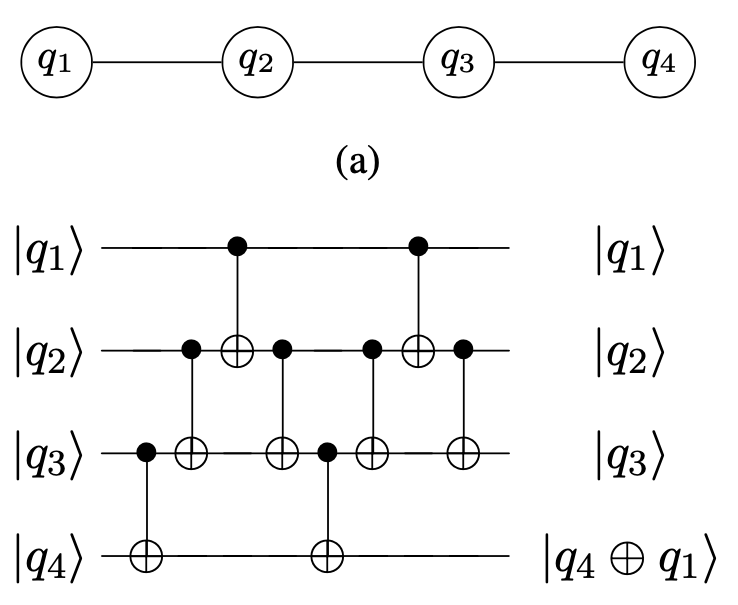 q₁ q₂ q₃ q₄
(a)
|q₁⟩ |q₁⟩
|q₂⟩ |q₂⟩
|q₃⟩ |q₃⟩
|q₄⟩ |q₄ ⊕ q₁⟩